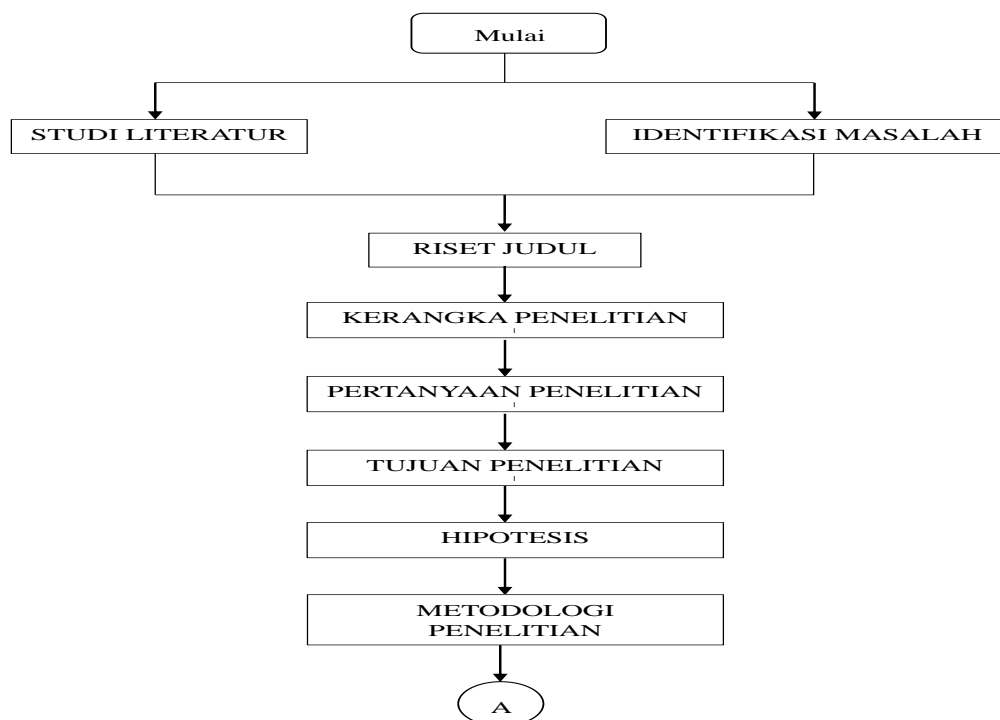 Mulai
STUDI LITERATUR
IDENTIFIKASI MASALAH
RISET JUDUL
KERANGKA PENELITIAN
PERTANYAAN PENELITIAN
TUJUAN PENELITIAN
HIPOTESIS
METODOLOGI
PENELITIAN
A